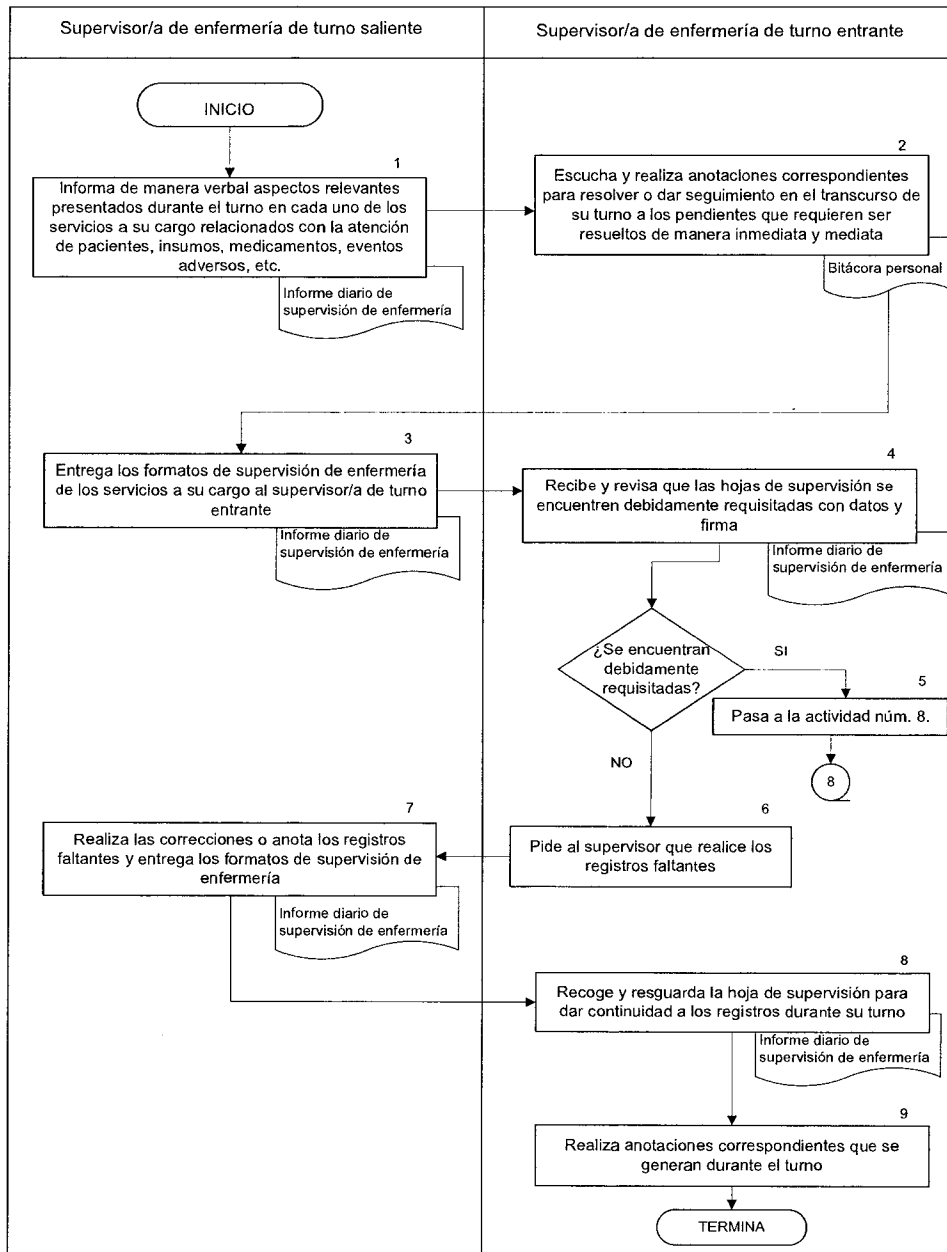 Supervisor/a de enfermería de turno saliente
Supervisor/a de enfermería de turno entrante
INICIO
1
Informa de manera verbal aspectos relevantes
presentados durante el turno en cada uno de los
servicios a su cargo relacionados con la atención
de pacientes, insumos, medicamentos, eventos
adversos, etc.
Informe diario de
supervisión de enfermería
2
Escucha y realiza anotaciones correspondientes
para resolver o dar seguimiento en el transcurso de
su turno a los pendientes que requieren ser
resueltos de manera inmediata y mediata
Bitácora personal
3
Entrega los formatos de supervisión de enfermería
de los servicios a su cargo al supervisor/a de turno
entrante
Informe diario de
supervisión de enfermería
4
Recibe y revisa que las hojas de supervisión se
encuentren debidamente requisitadas con datos y
firma
Informe diario de
supervisión de enfermería
¿Se encuentran
debidamente
requisitadas?
SI
5
Pasa a la actividad núm. 8.
8
NO
6
Pide al supervisor que realice los
registros faltantes
7
Realiza las correcciones o anota los registros
faltantes y entrega los formatos de supervisión de
enfermería
Informe diario de
supervisión de enfermería
8
Recoge y resguarda la hoja de supervisión para
dar continuidad a los registros durante su turno
Informe diario de
supervisión de enfermería
9
Realiza anotaciones correspondientes que se
generan durante el turno
TERMINA